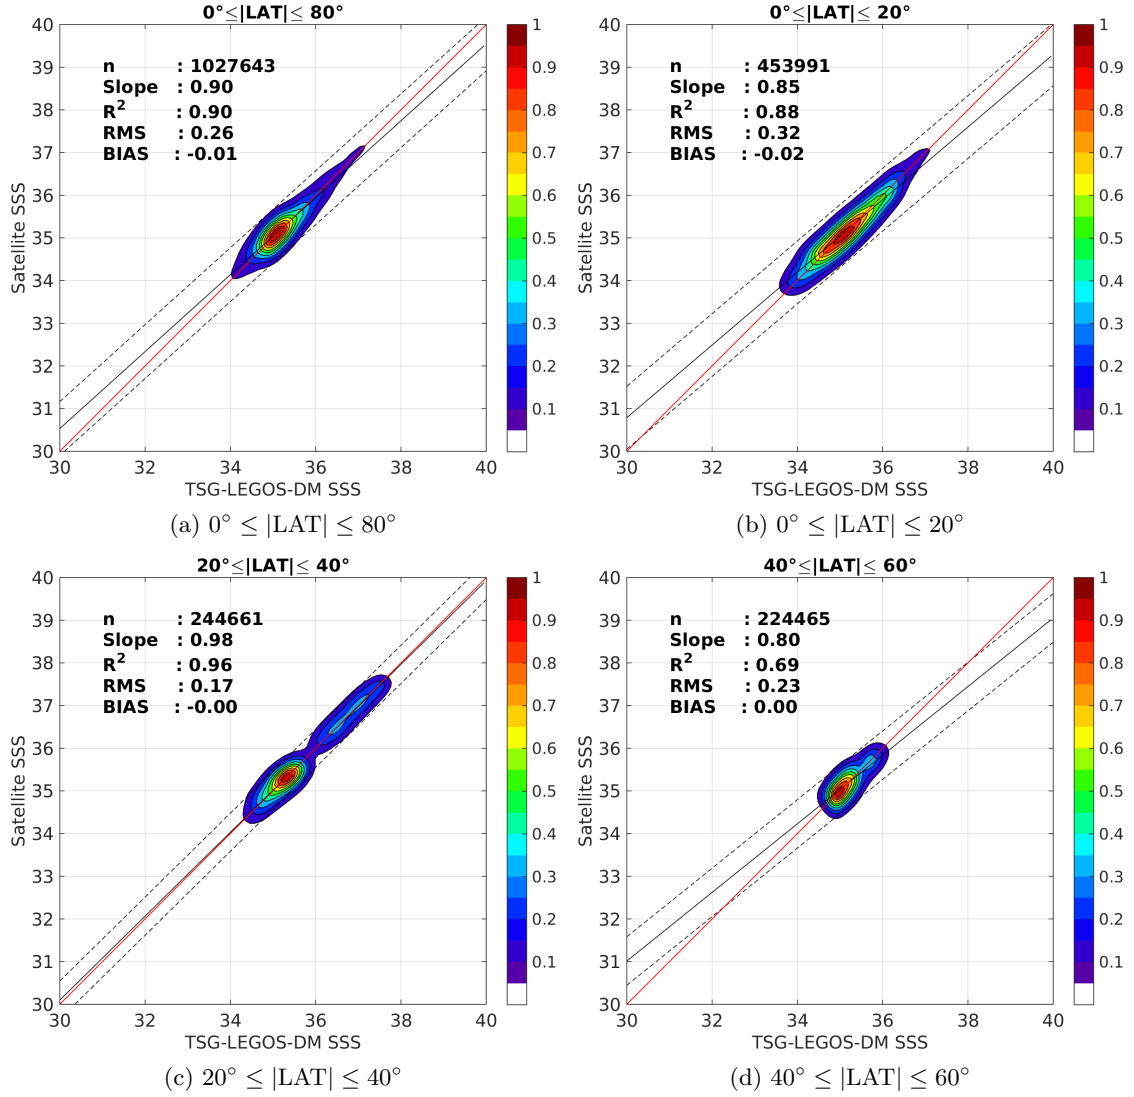 0°≤|LAT|≤ 80°
40
39
38
37
36
35
34
33
32
31
30
n : 1027643
Slope : 0.90
R² : 0.90
RMS : 0.26
BIAS : -0.01
Satellite SSS
30 32 34 36 38 40
TSG-LEGOS-DM SSS
1
0.9
0.8
0.7
0.6
0.5
0.4
0.3
0.2
0.1
(a) 0° ≤ |LAT| ≤ 80°
0°≤|LAT|≤ 20°
40
39
38
37
36
35
34
33
32
31
30
n : 453991
Slope : 0.85
R² : 0.88
RMS : 0.32
BIAS : -0.02
Satellite SSS
30 32 34 36 38 40
TSG-LEGOS-DM SSS
1
0.9
0.8
0.7
0.6
0.5
0.4
0.3
0.2
0.1
(b) 0° ≤ |LAT| ≤ 20°
20°≤|LAT|≤ 40°
40
39
38
37
36
35
34
33
32
31
30
n : 244661
Slope : 0.98
R² : 0.96
RMS : 0.17
BIAS : -0.00
Satellite SSS
30 32 34 36 38 40
TSG-LEGOS-DM SSS
1
0.9
0.8
0.7
0.6
0.5
0.4
0.3
0.2
0.1
(c) 20° ≤ |LAT| ≤ 40°
40°≤|LAT|≤ 60°
40
39
38
37
36
35
34
33
32
31
30
n : 224465
Slope : 0.80
R² : 0.69
RMS : 0.23
BIAS : 0.00
Satellite SSS
30 32 34 36 38 40
TSG-LEGOS-DM SSS
1
0.9
0.8
0.7
0.6
0.5
0.4
0.3
0.2
0.1
(d) 40° ≤ |LAT| ≤ 60°